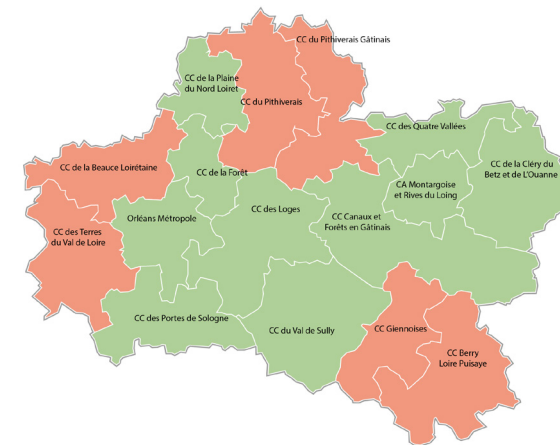 CC du Pithiverais Gâtinais
CC de la Plaine
du Nord Loiret
CC du Pithiverais
CC des Quatre Vallées
CC de la Beauce Loirétaine
CC de la Forêt
CC de la Cléry du
Betz et de L'Ouanne
CA Montargoise
et Rives du Loing
CC des Loges
Orléans Métropole
CC Canaux et
Forêts en Gâtinais
CC des Terres
du Val de Loire
CC des Portes de Sologne
CC du Val de Sully
CC Giennoises
CC Berry
Loire Puisaye